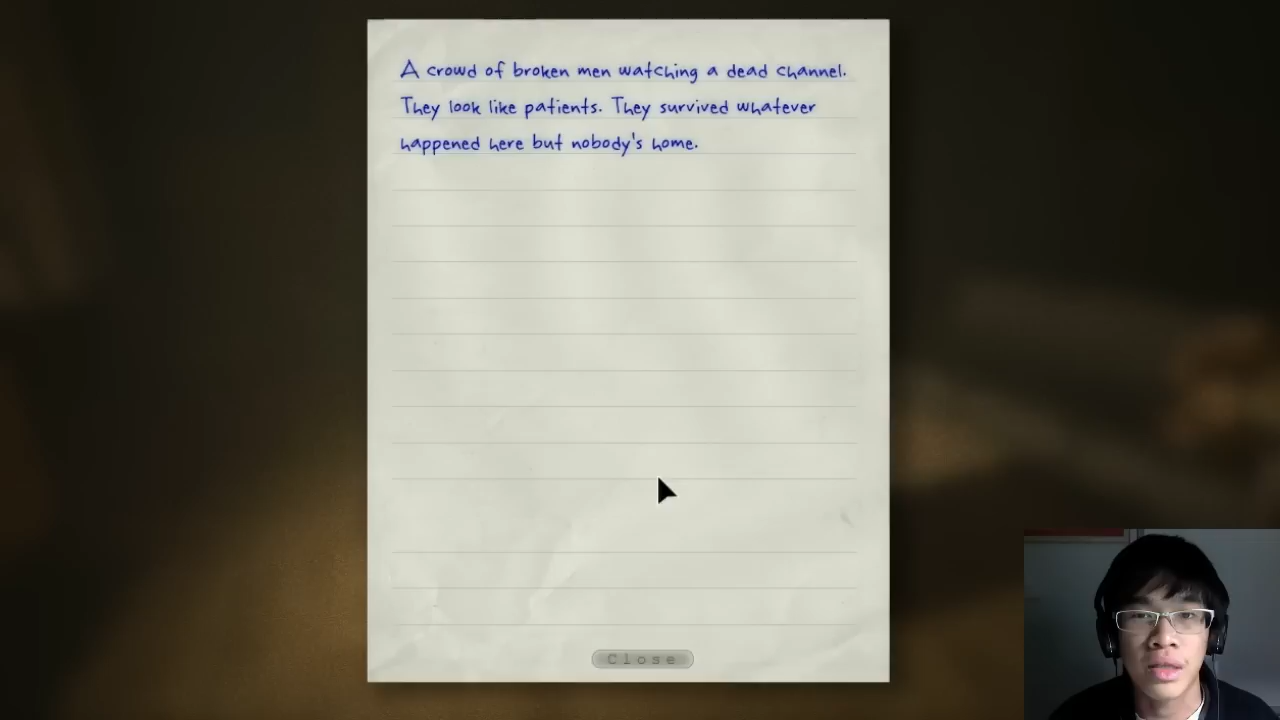 A crowd of broken men watching a dead channel.
They look like patients. They survived whatever
happened here but nobody's home.
Close